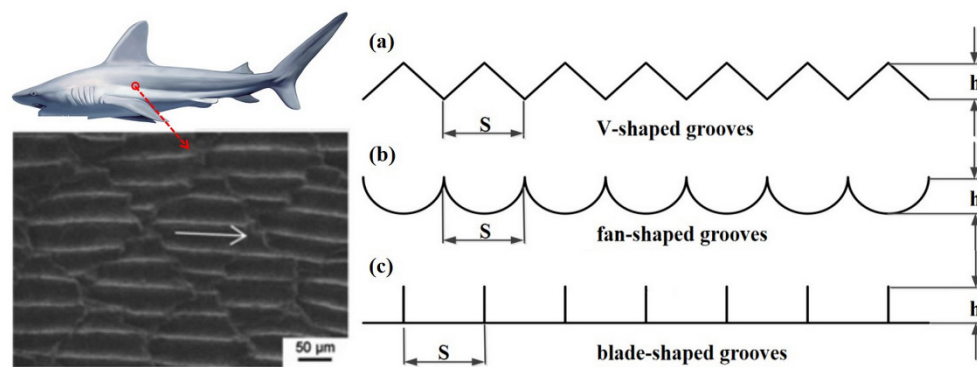 (a)
h
S
V-shaped grooves
(b)
h
S
fan-shaped grooves
(c)
h
S
blade-shaped grooves
50 µm